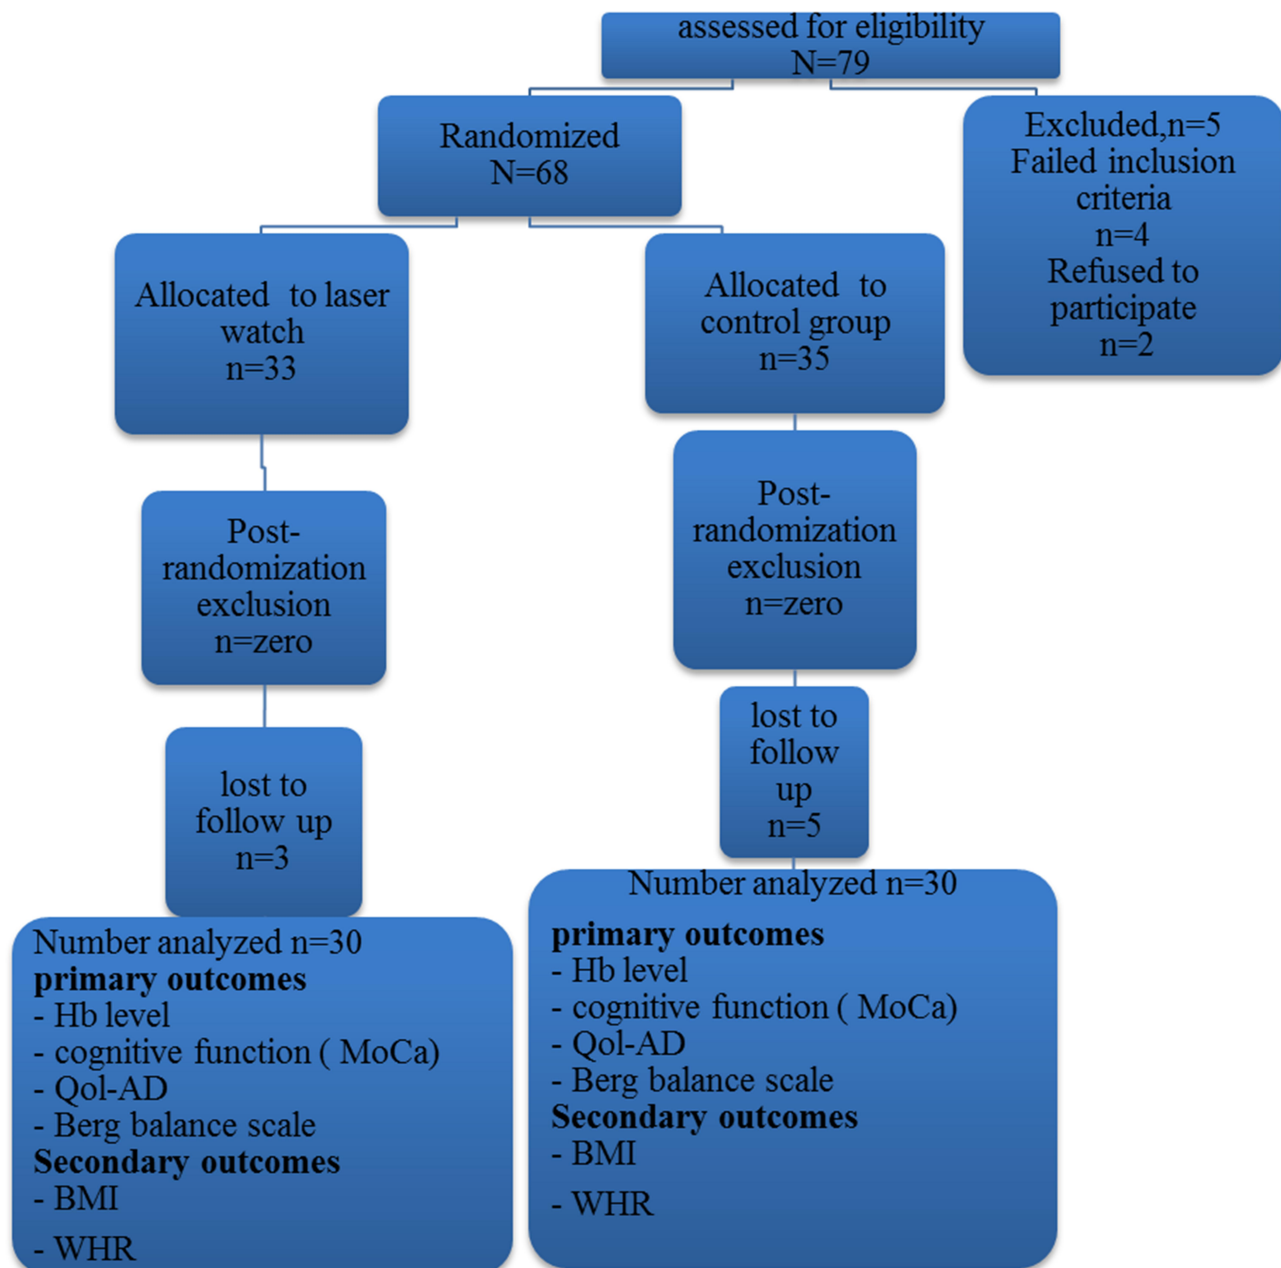 assessed for eligibility
N=79
Randomized
N=68
Excluded,n=5
Failed inclusion
criteria
n=4
Refused to
participate
n=2
Allocated to laser
watch
n=33
Allocated to
control group
n=35
Post-
randomization
exclusion
n=zero
Post-
randomization
exclusion
n=zero
lost to
follow up
n=3
lost to
follow
up
n=5
Number analyzed n=30
primary outcomes
- Hb level
- cognitive function ( MoCa)
- Qol-AD
- Berg balance scale
Secondary outcomes
- BMI
- WHR
Number analyzed n=30
primary outcomes
- Hb level
- cognitive function ( MoCa)
- Qol-AD
- Berg balance scale
Secondary outcomes
- BMI
- WHR